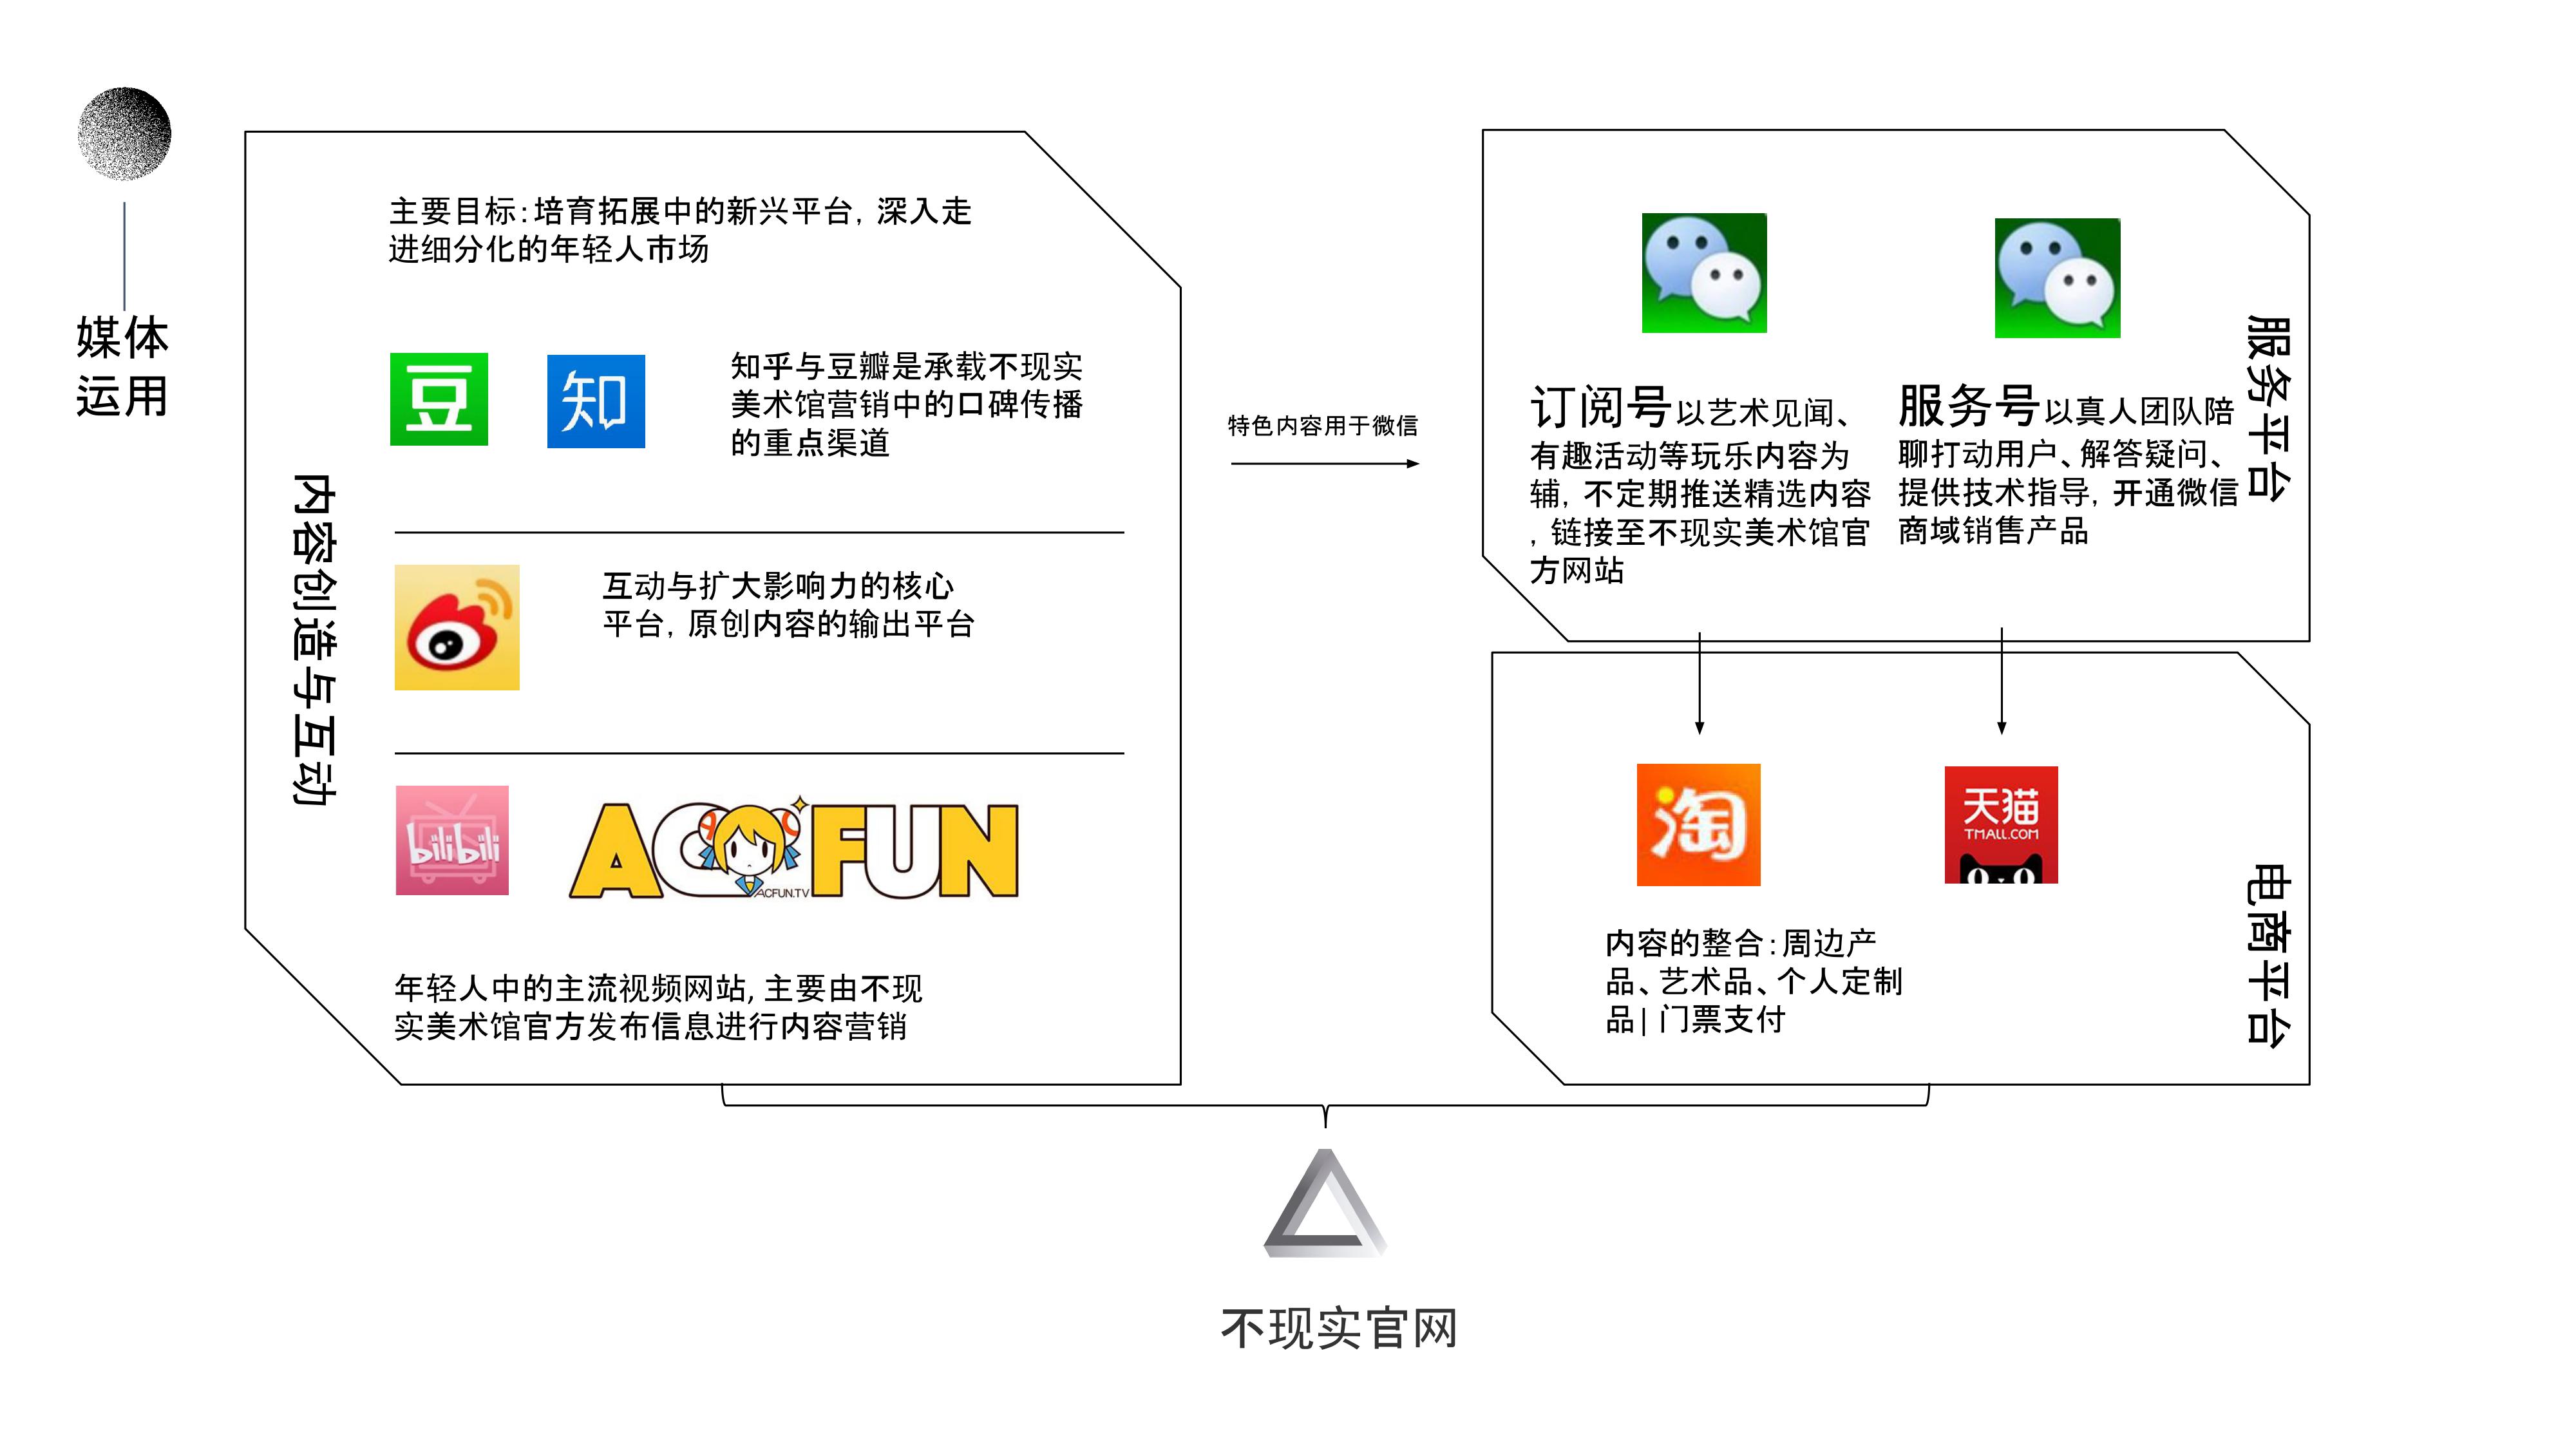 媒体
运用
内容创造与互动
主要目标:培育拓展中的新兴平台, 深入走
进细分化的年轻人市场
豆
知
知乎与豆瓣是承载不现实
美术馆营销中的口碑传播
的重点渠道
互动与扩大影响力的核心
平台, 原创内容的输出平台
bilibili
ACFUN
ACFUN.TV
年轻人中的主流视频网站, 主要由不现
实美术馆官方发布信息进行内容营销
特色内容用于微信
服务平台
订阅号以艺术见闻、
有趣活动等玩乐内容为
辅, 不定期推送精选内容
, 链接至不现实美术馆官
方网站
服务号以真人团队陪
聊打动用户、解答疑问、
提供技术指导, 开通微信
商域销售产品
电商平台
淘
天猫
TMALL.COM
内容的整合:周边产
品、艺术品、个人定制
品| 门票支付
不现实官网